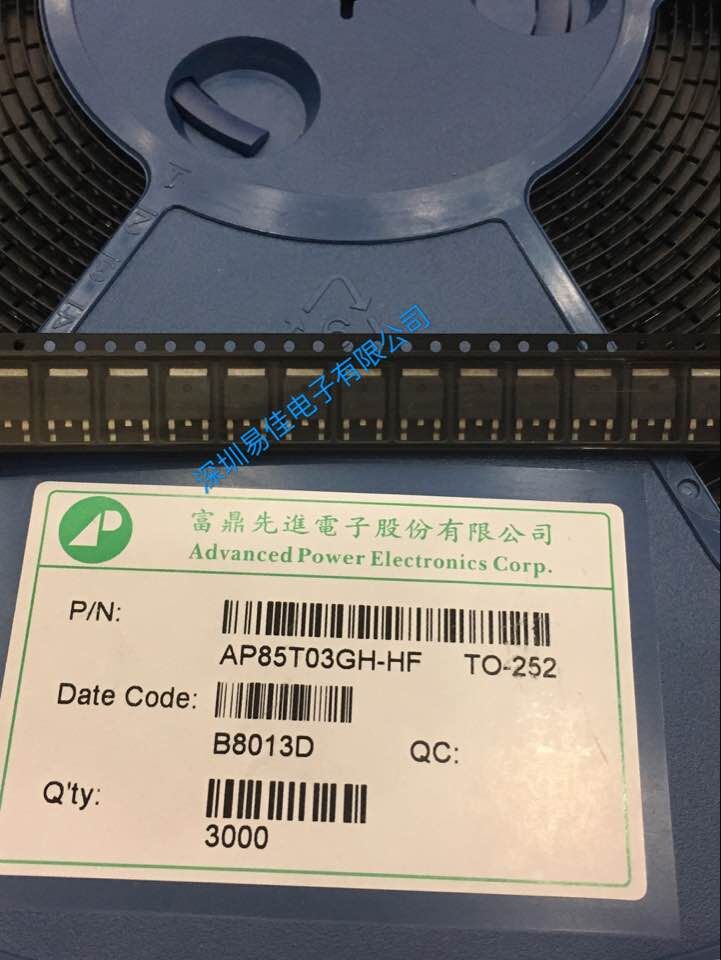 深圳易佳电子有限公司
AP
富鼎先進電子股份有限公司
Advanced Power Electronics Corp.
P/N:
AP85T03GH-HF TO-252
Date Code:
B8013D QC:
Q'ty:
3000